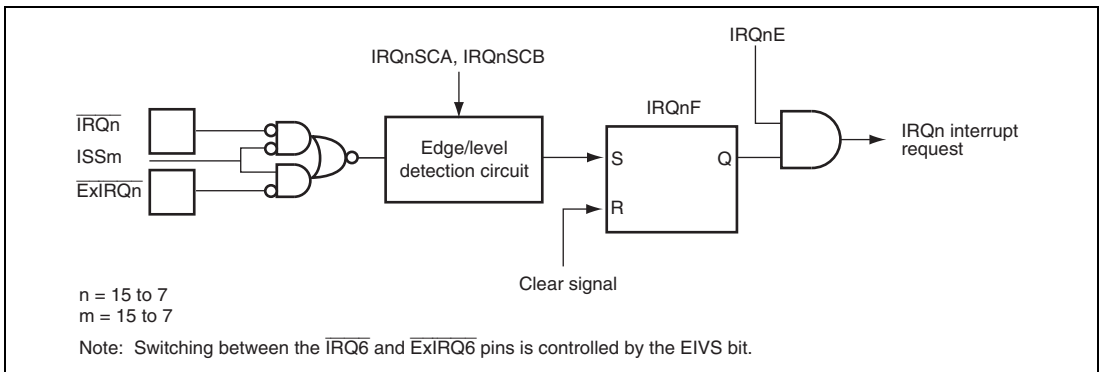 IRQnE
IRQnSCA, IRQnSCB
IRQnF
IRQn
ISSm
ExIRQn
Edge/level
detection circuit
S
Q
R
IRQn interrupt
request
Clear signal
n = 15 to 7
m = 15 to 7
Note: Switching between the IRQ6 and ExIRQ6 pins is controlled by the EIVS bit.